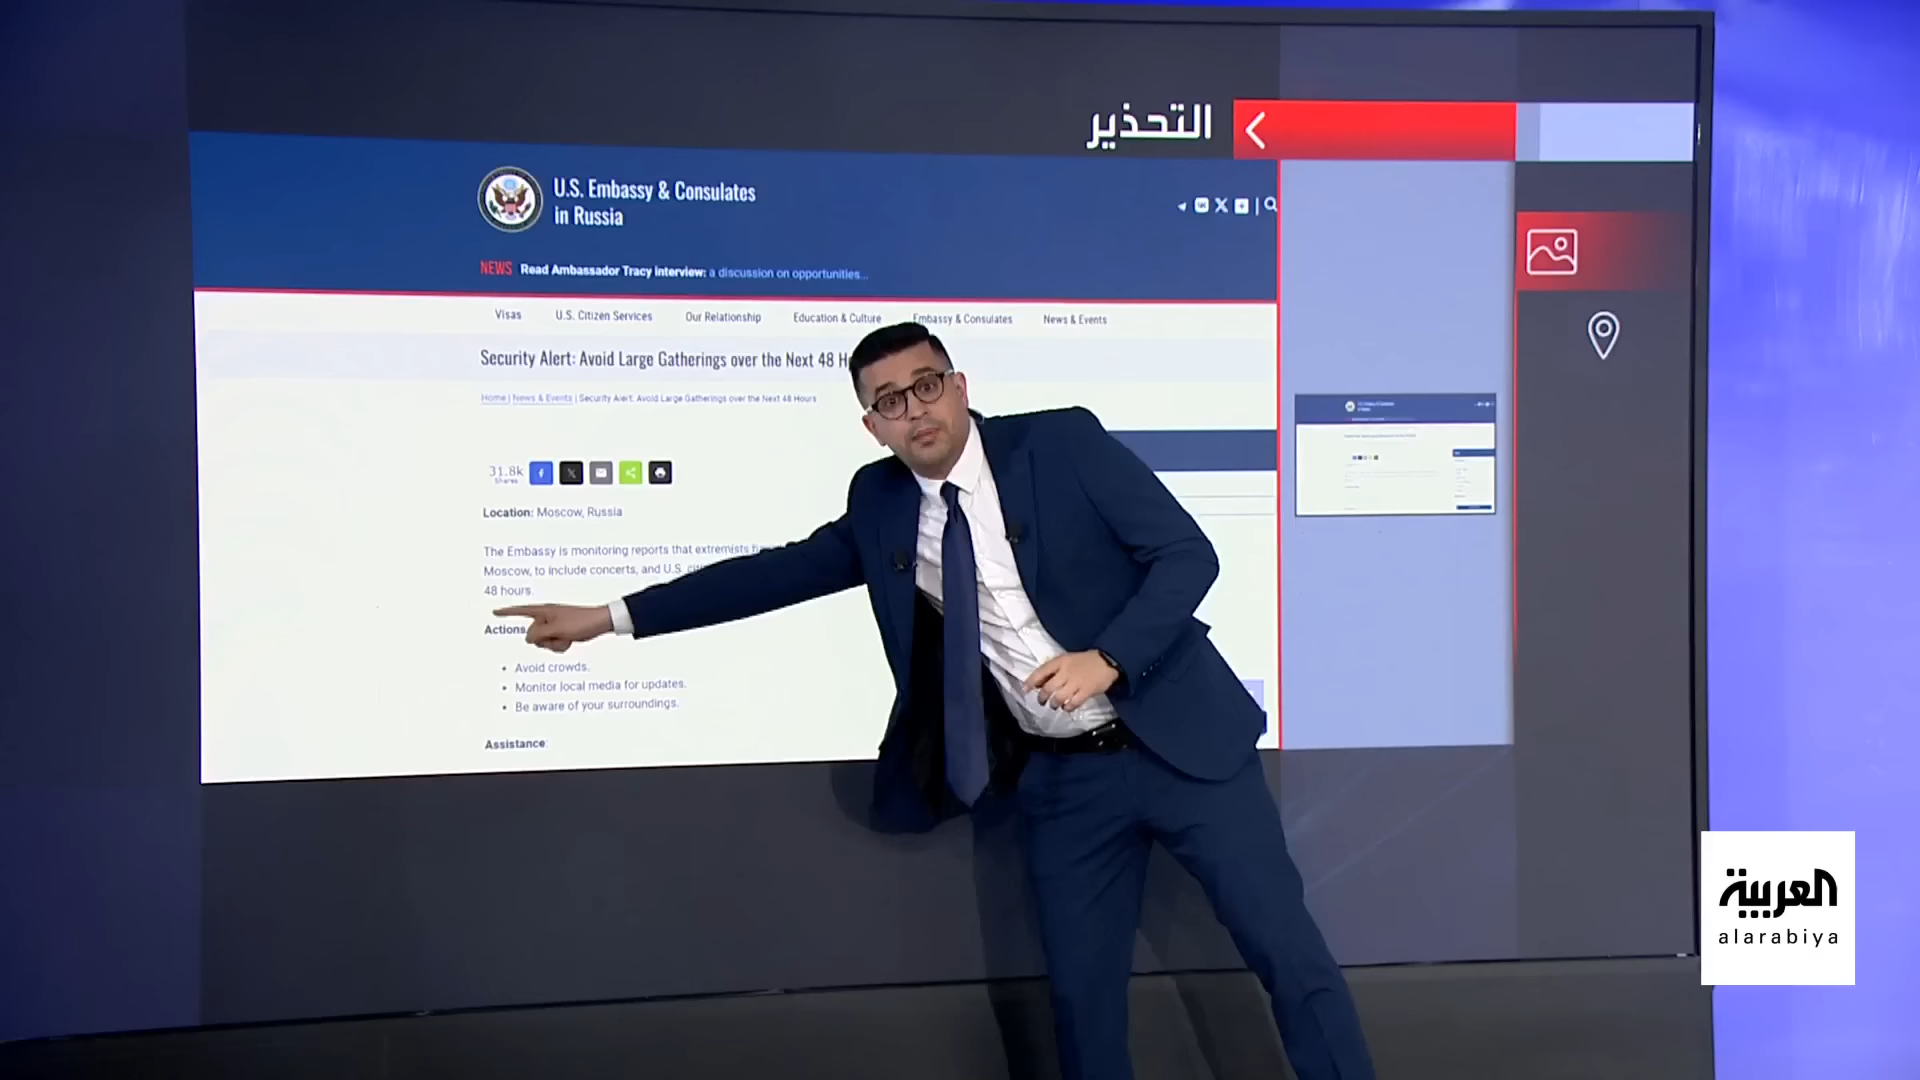 التحذير
U.S. Embassy & Consulates
in Russia
NEWS Read Ambassador Tracy interview: a discussion on opportunities...
Visas U.S. Citizen Services Our Relationship Education & Culture Embassy & Consulates News & Events
Security Alert: Avoid Large Gatherings over the Next 48
Home | News & Events | Security Alert: Avoid Large Gatherings over the Next 48 Hours
31.8k
Shares
Location: Moscow, Russia
The Embassy is monitoring reports that extremists
Moscow, to include concerts, and U.S.
48 hours.
Actions
• Avoid crowds.
• Monitor local media for updates.
• Be aware of your surroundings.
Assistance:
العربية
alarabiya